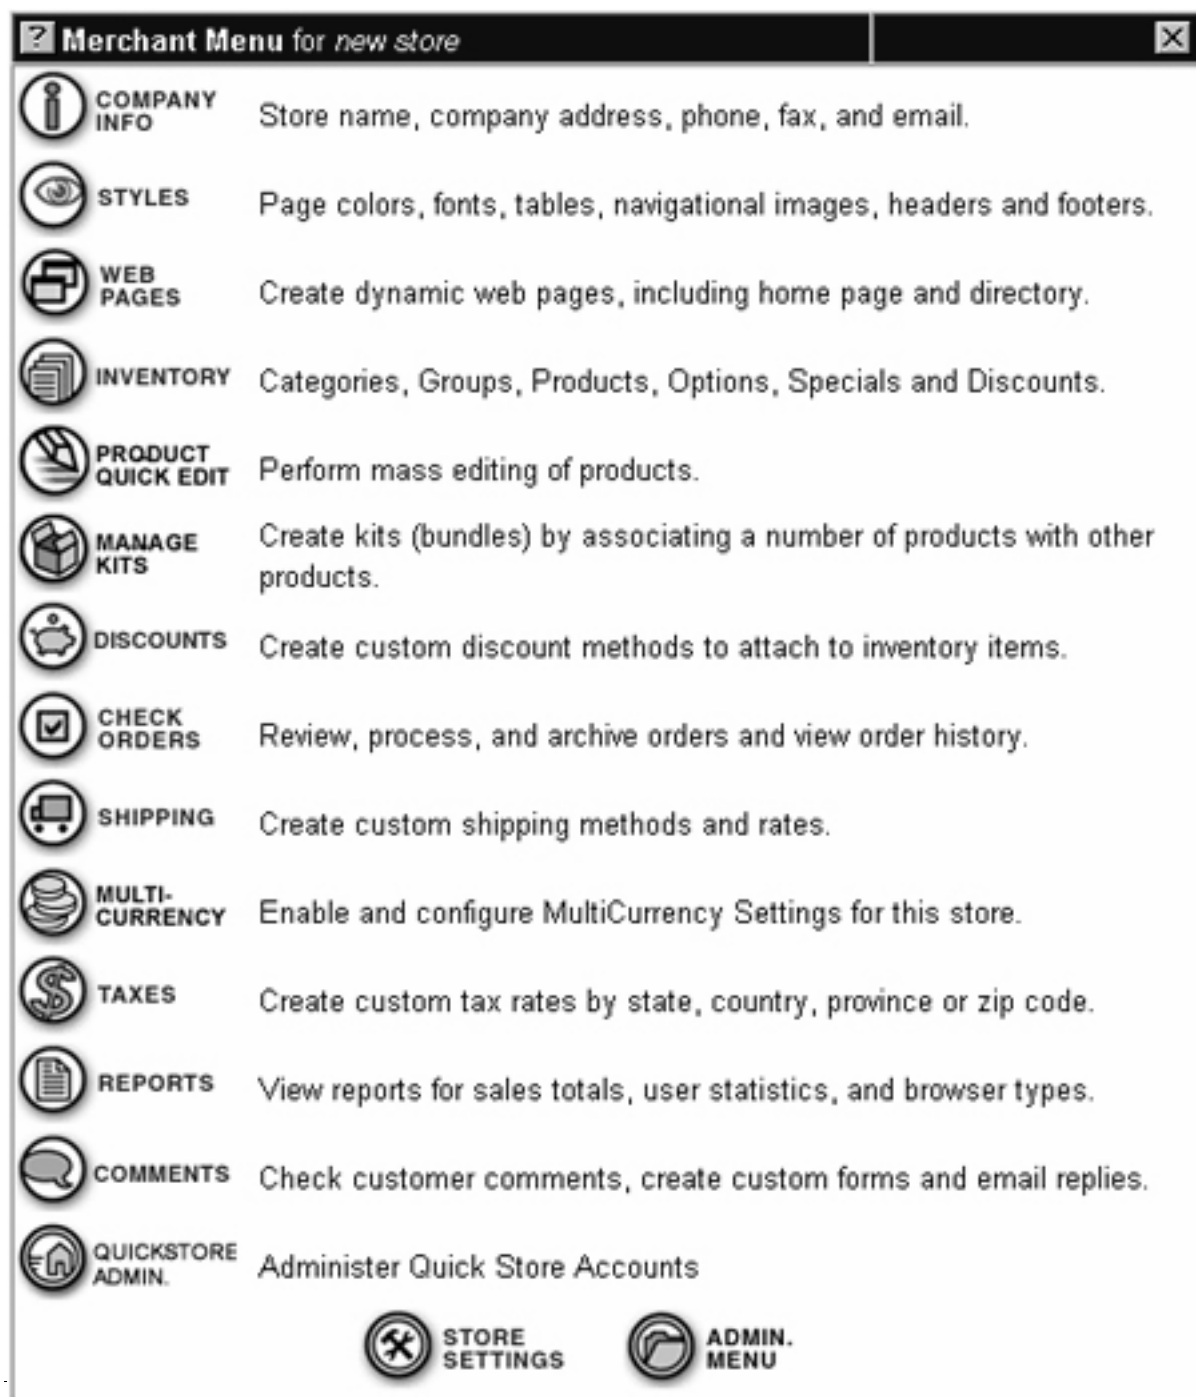 ? Merchant Menu for new store
COMPANY
INFO
Store name, company address, phone, fax, and email.
STYLES
Page colors, fonts, tables, navigational images, headers and footers.
WEB
PAGES
Create dynamic web pages, including home page and directory.
INVENTORY
Categories, Groups, Products, Options, Specials and Discounts.
PRODUCT
QUICK EDIT
Perform mass editing of products.
MANAGE
KITS
Create kits (bundles) by associating a number of products with other
products.
DISCOUNTS
Create custom discount methods to attach to inventory items.
CHECK
ORDERS
Review, process, and archive orders and view order history.
SHIPPING
Create custom shipping methods and rates.
MULTI-
CURRENCY
Enable and configure MultiCurrency Settings for this store.
TAXES
Create custom tax rates by state, country, province or zip code.
REPORTS
View reports for sales totals, user statistics, and browser types.
COMMENTS
Check customer comments, create custom forms and email replies.
QUICKSTORE
ADMIN.
Administer Quick Store Accounts
STORE
SETTINGS
ADMIN.
MENU